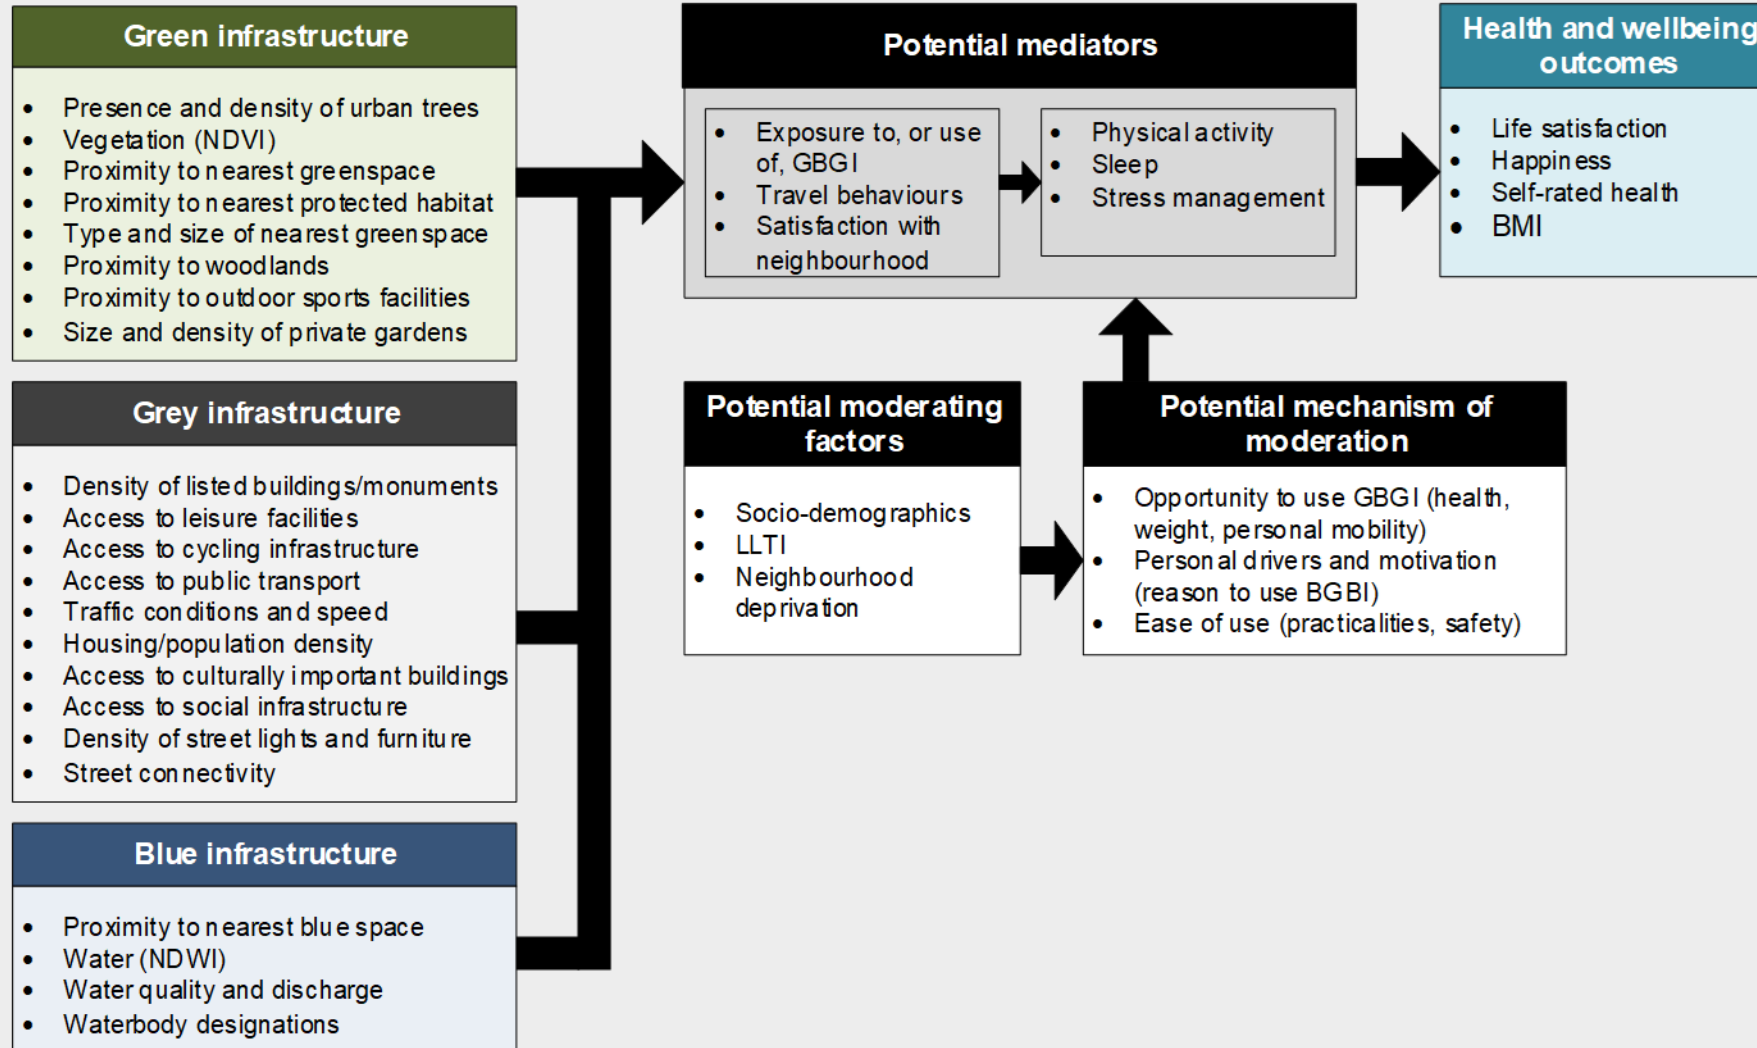 Green infrastructure
• Presence and density of urban trees
• Vegetation (NDVI)
• Proximity to nearest greenspace
• Proximity to nearest protected habitat
• Type and size of nearest greenspace
• Proximity to woodlands
• Proximity to outdoor sports facilities
• Size and density of private gardens
Grey infrastructure
• Density of listed buildings/monuments
• Access to leisure facilities
• Access to cycling infrastructure
• Access to public transport
• Traffic conditions and speed
• Housing/population density
• Access to culturally important buildings
• Access to social infrastructure
• Density of street lights and furniture
• Street connectivity
Blue infrastructure
• Proximity to nearest blue space
• Water (NDWI)
• Water quality and discharge
• Waterbody designations
Potential mediators
• Exposure to, or use
of, GBGI
• Travel behaviours
• Satisfaction with
neighbourhood
• Physical activity
• Sleep
• Stress management
Health and wellbeing
outcomes
• Life satisfaction
• Happiness
• Self-rated health
• BMI
Potential moderating
factors
• Socio-demographics
• LLTI
• Neighbourhood
deprivation
Potential mechanism of
moderation
• Opportunity to use GBGI (health,
weight, personal mobility)
• Personal drivers and motivation
(reason to use BGBI)
• Ease of use (practicalities, safety)